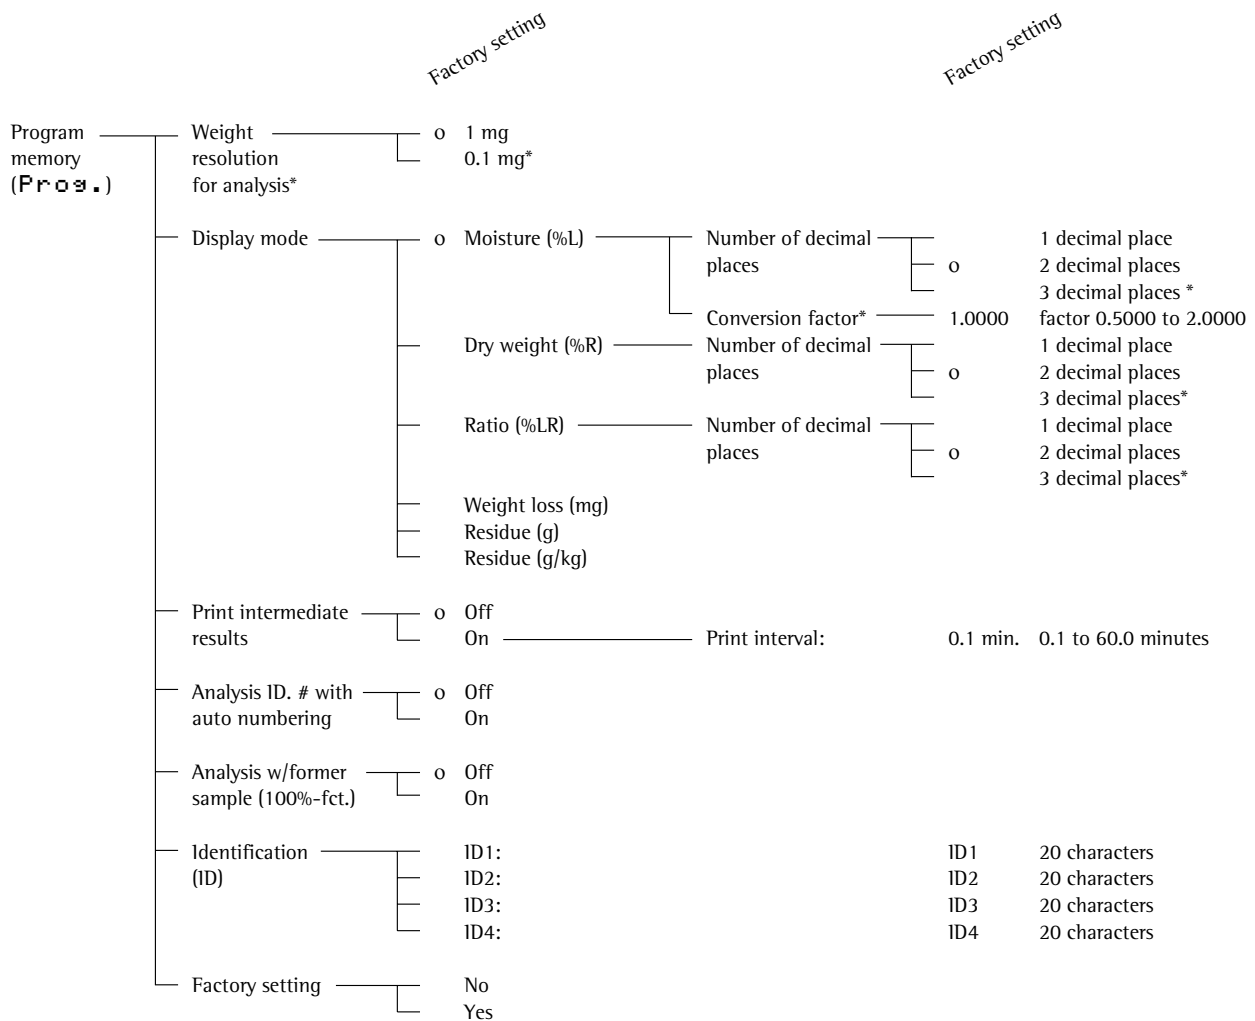 Factory setting Factory setting
Program Weight o 1 mg
memory resolution 0.1 mg*
(Prog.) for analysis*
Display mode o Moisture (%L) Number of decimal 1 decimal place
places o 2 decimal places
3 decimal places *
Conversion factor* 1.0000 factor 0.5000 to 2.0000
Dry weight (%R) Number of decimal 1 decimal place
places o 2 decimal places
3 decimal places*
Ratio (%LR) Number of decimal 1 decimal place
places o 2 decimal places
3 decimal places*
Weight loss (mg)
Residue (g)
Residue (g/kg)
Print intermediate o Off
results On Print interval: 0.1 min. 0.1 to 60.0 minutes
Analysis ID. # with o Off
auto numbering On
Analysis w/former o Off
sample (100%-fct.) On
Identification ID1: ID1 20 characters
(ID) ID2: ID2 20 characters
ID3: ID3 20 characters
ID4: ID4 20 characters
Factory setting No
Yes